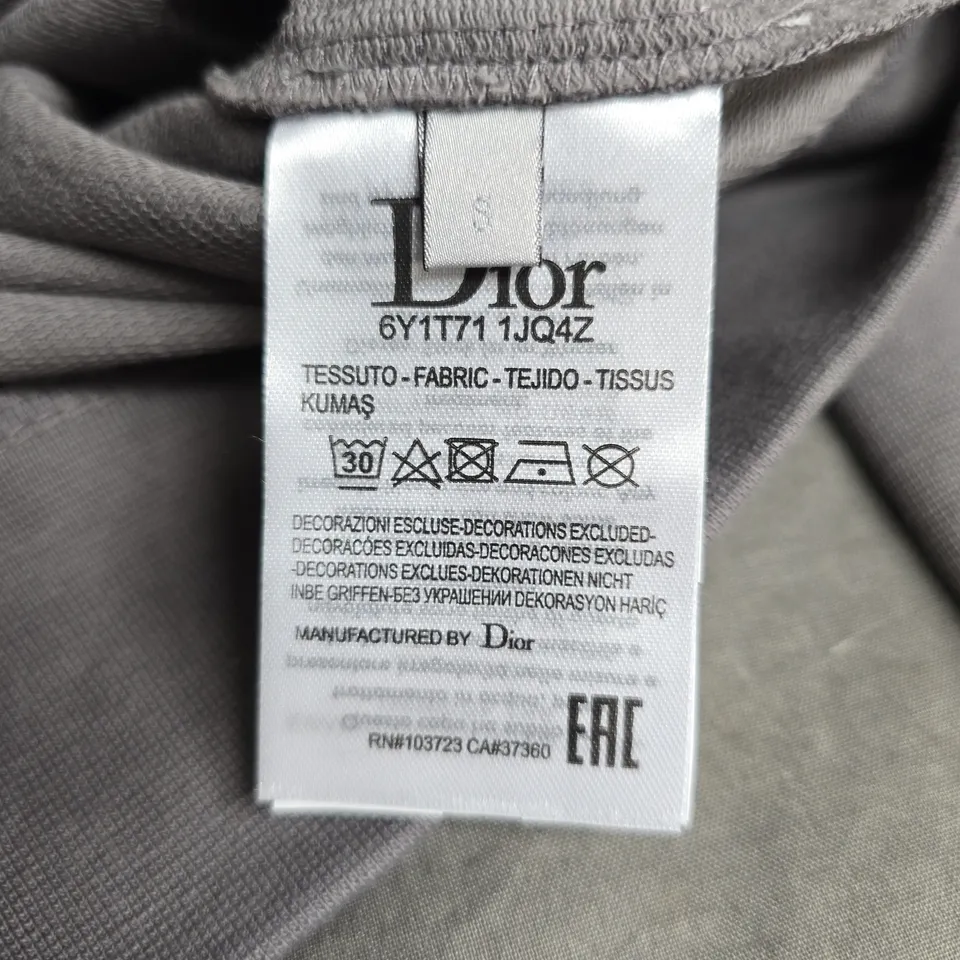 S
Dior
6Y1T71 1JQ4Z
TESSUTO - FABRIC - TEJIDO - TISSUS
KUMAŞ
30
DECORAZIONI ESCLUSE-DECORATIONS EXCLUDED-
DECORACÓES EXCLUIDAS-DECORACONES EXCLUDAS
-DECORATIONS EXCLUES-DEKORATIONEN NICHT
INBE GRIFFEN-БЕЗ УКРАШЕНИИ DEKORASYON HARİÇ
MANUFACTURED BY Dior
RN#103723 CA#37360
EAC